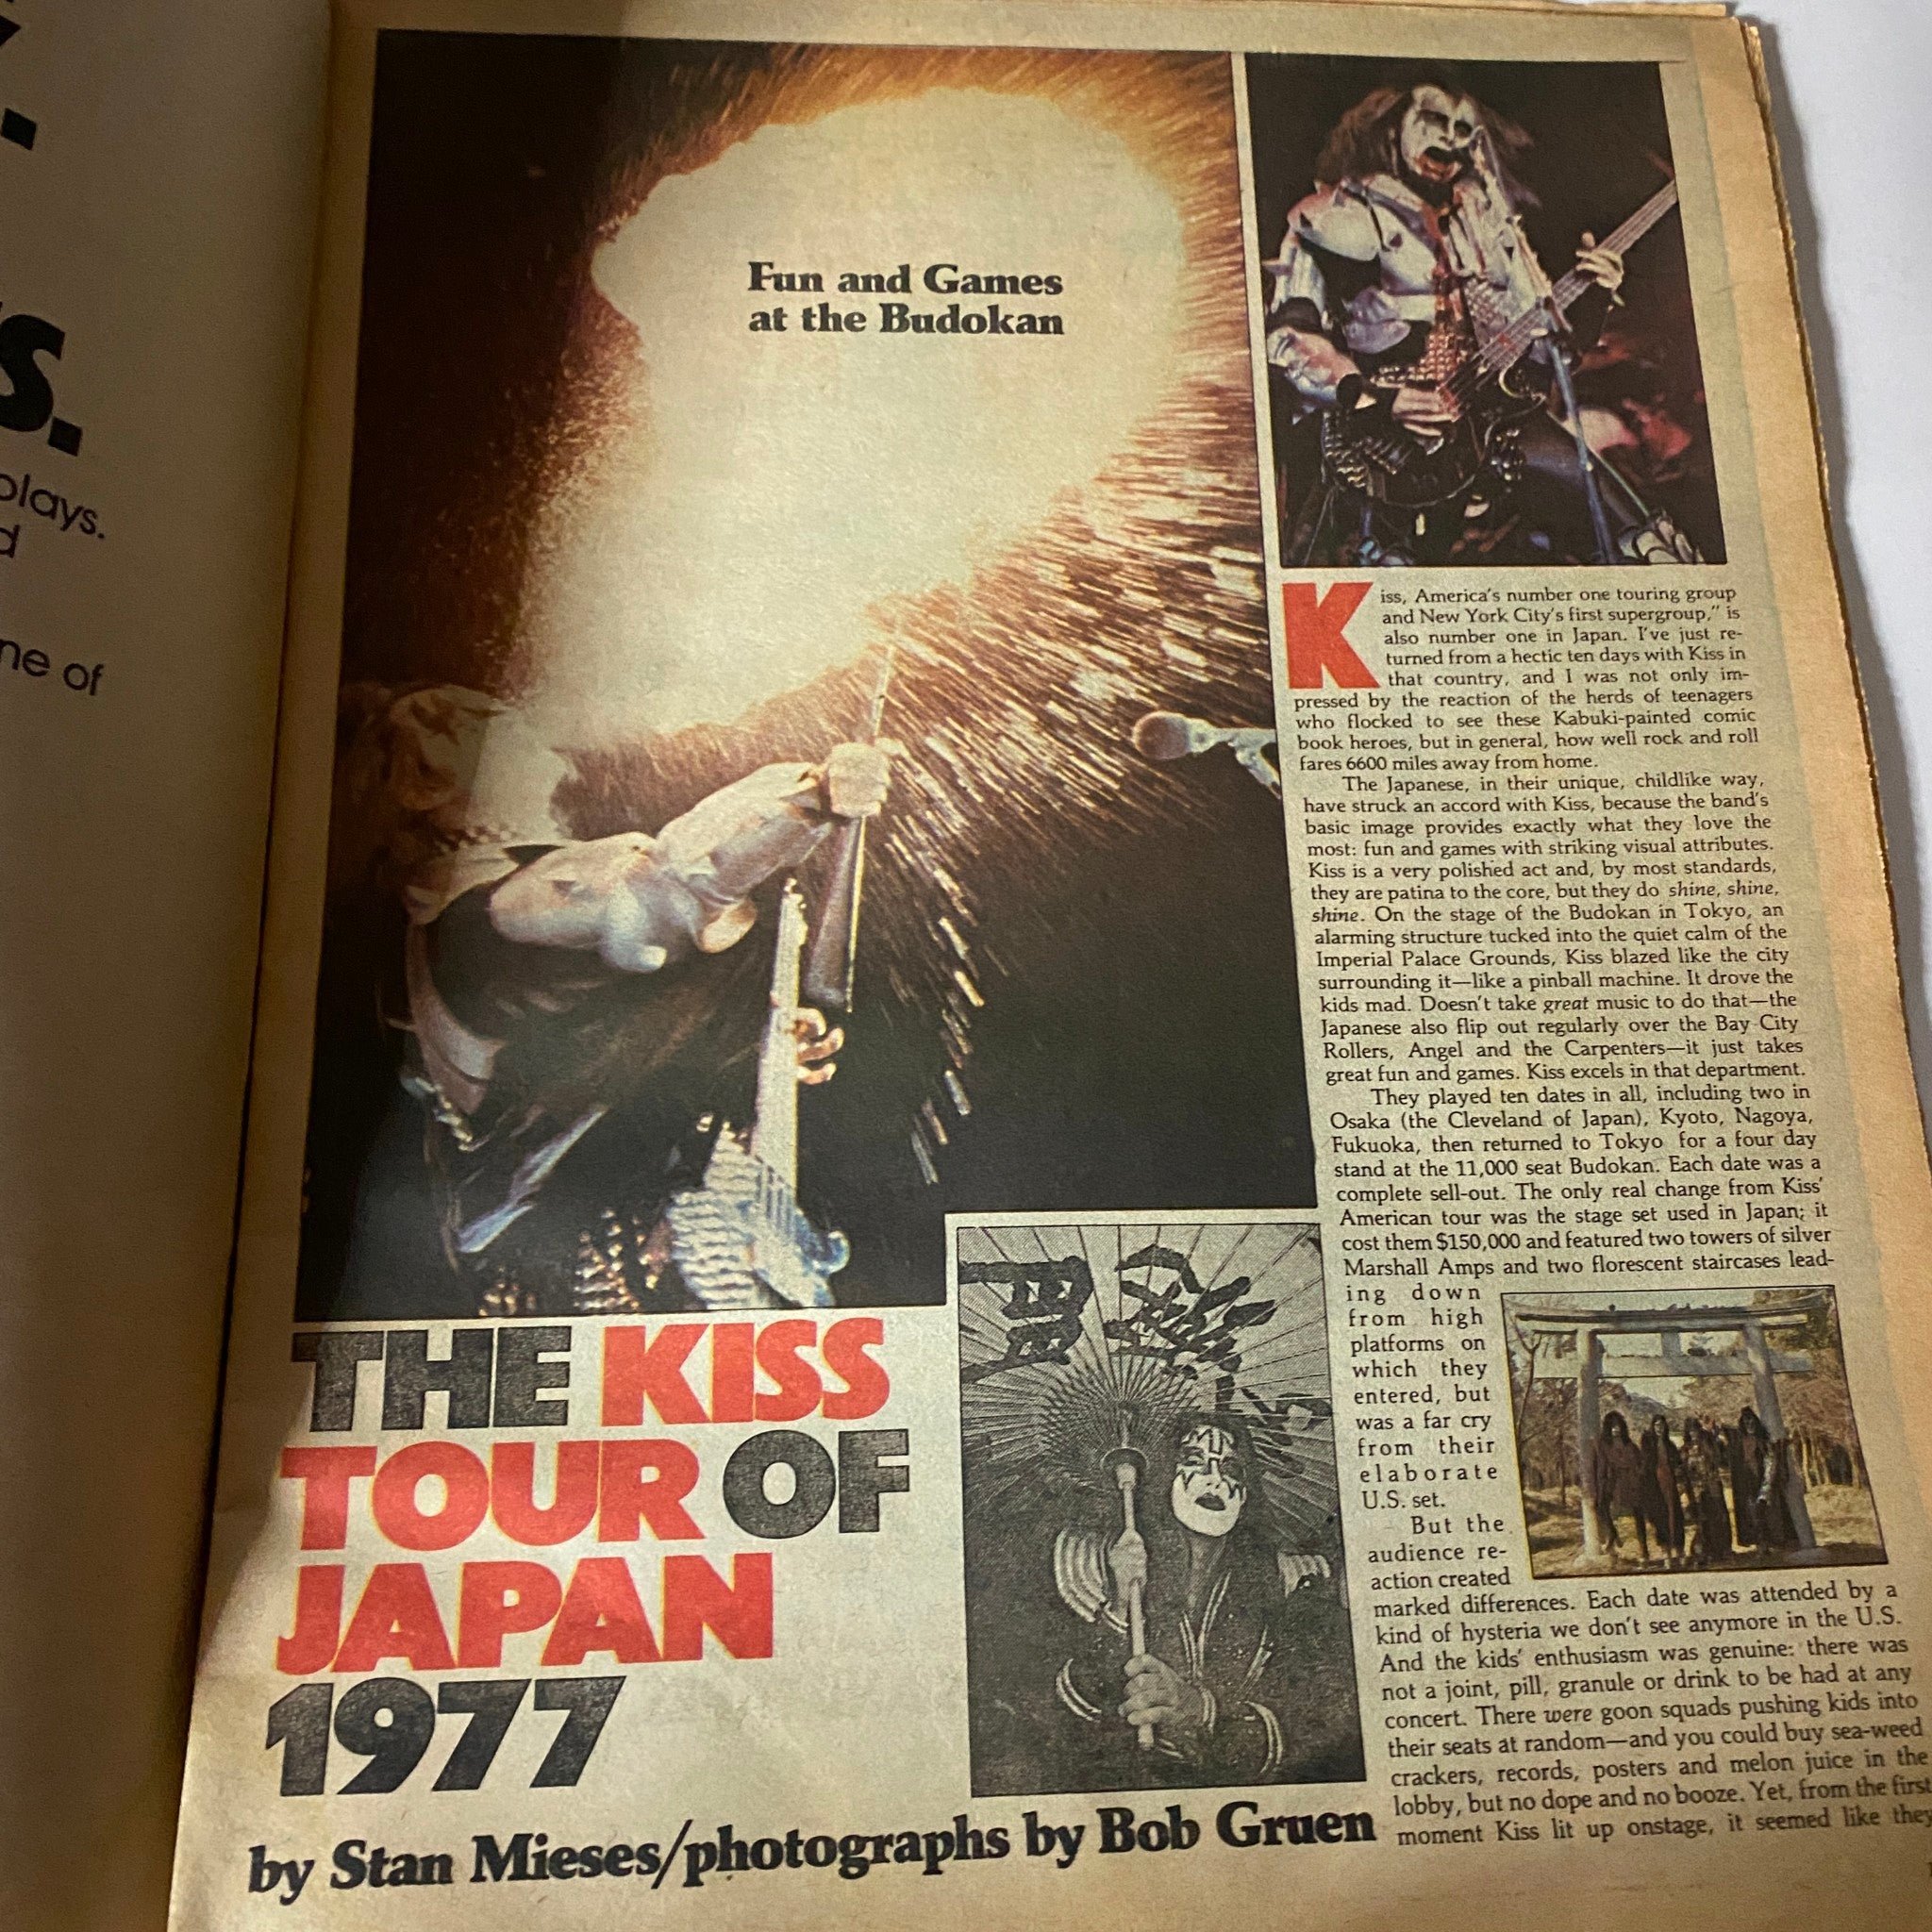 S.
plays.
d
ne of
Fun and Games
at the Budokan
THE KISS
TOUR OF
JAPAN
1977
by Stan Mieses/photographs by Bob Gruen
Kiss, America's number one touring group
and New York City's first supergroup," is
also number one in Japan. I've just re-
turned from a hectic ten days with Kiss in
that country, and I was not only im-
pressed by the reaction of the herds of teenagers
who flocked to see these Kabuki-painted comic
book heroes, but in general, how well rock and roll
fares 6600 miles away from home.
The Japanese, in their unique, childlike way,
have struck an accord with Kiss, because the band's
basic image provides exactly what they love the
most: fun and games with striking visual attributes.
Kiss is a very polished act and, by most standards,
they are patina to the core, but they do shine, shine,
shine. On the stage of the Budokan in Tokyo, an
alarming structure tucked into the quiet calm of the
Imperial Palace Grounds, Kiss blazed like the city
surrounding it—like a pinball machine. It drove the
kids mad. Doesn't take great music to do that—the
Japanese also flip out regularly over the Bay City
Rollers, Angel and the Carpenters—it just takes
great fun and games. Kiss excels in that department.
They played ten dates in all, including two in
Osaka (the Cleveland of Japan), Kyoto, Nagoya,
Fukuoka, then returned to Tokyo for a four day
stand at the 11,000 seat Budokan. Each date was a
complete sell-out. The only real change from Kiss'
American tour was the stage set used in Japan; it
cost them $150,000 and featured two towers of silver
Marshall Amps and two florescent staircases lead-
ing down
from high
platforms on
which they
entered, but
was a far cry
from their
elaborate
U.S. set.
But the
audience re-
action created
marked differences. Each date was attended by a
kind of hysteria we don't see anymore in the U.S.
And the kids' enthusiasm was genuine: there was
not a joint, pill, granule or drink to be had at any
concert. There were goon squads pushing kids into
their seats at random—and you could buy sea-weed
crackers, records, posters and melon juice in the
lobby, but no dope and no booze. Yet, from the first
moment Kiss lit up onstage, it seemed like they